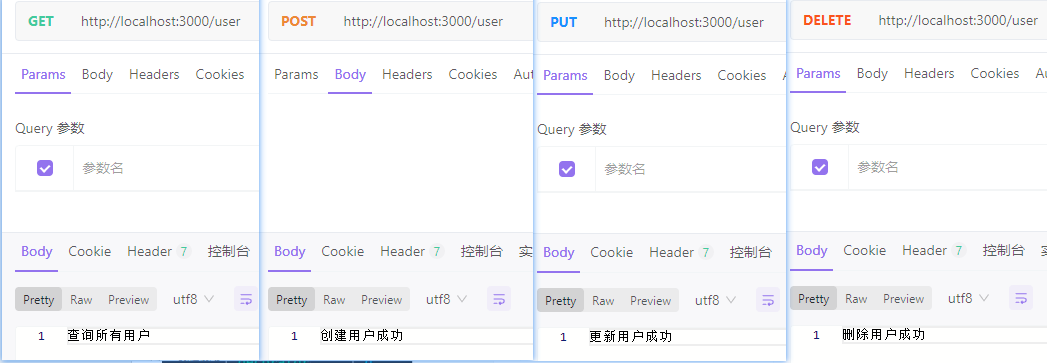 GET http://localhost:3000/user
Params Body Headers Cookies
Query 参数
参数名
Body Cookie Header 7 控制台
Pretty Raw Preview utf8
1 查询所有用户
POST http://localhost:3000/user
Params Body Headers Cookies Aut
Body Cookie Header 7 控制台 实
Pretty Raw Preview utf8
1 创建用户成功
PUT http://localhost:3000/user
Params Body Headers Cookies
Query 参数
参数名
Body Cookie Header 7 控制台
Pretty Raw Preview utf8
1 更新用户成功
DELETE http://localhost:3000/user
Params Body Headers Cookies Au
Query 参数
参数名
Body Cookie Header 7 控制台
Pretty Raw Preview utf8
1 删除用户成功